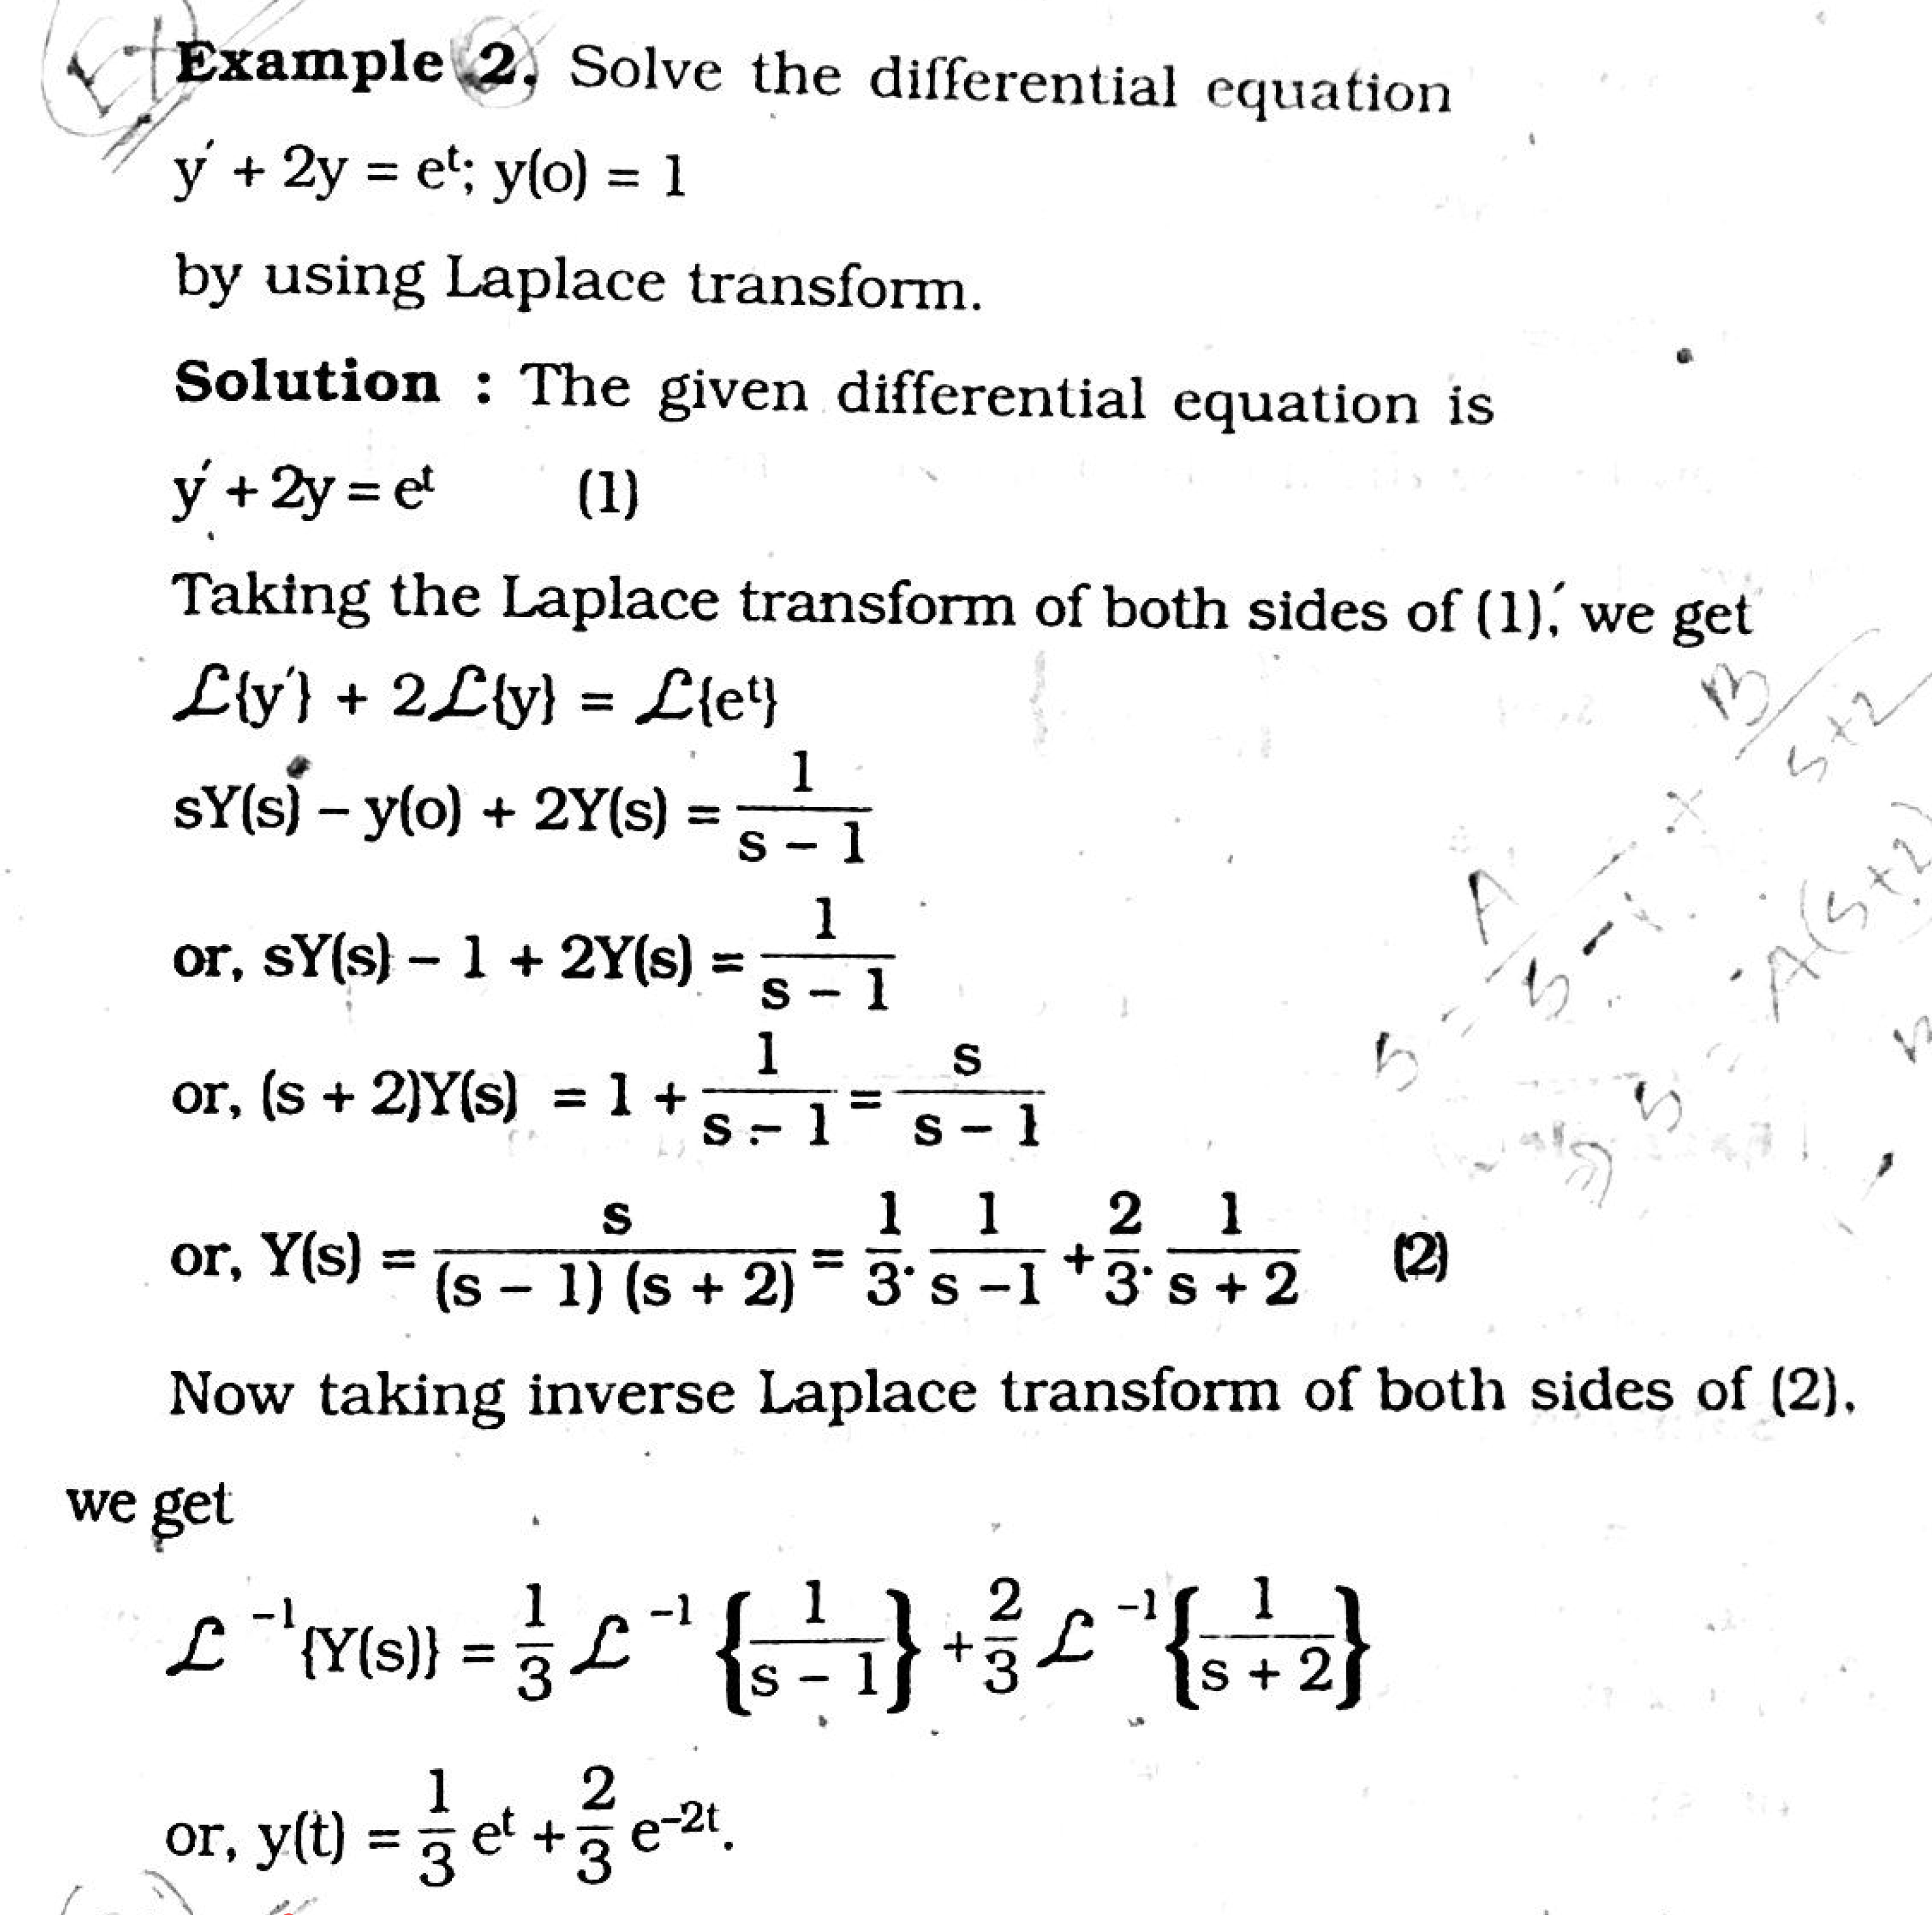 Example 2. Solve the differential equation
y′ + 2y = eᵗ; y(o) = 1
by using Laplace transform.
Solution : The given differential equation is
y′ + 2y = eᵗ (1)
Taking the Laplace transform of both sides of (1), we get
ℒ{y′} + 2ℒ{y} = ℒ{eᵗ}
sY(s) – y(o) + 2Y(s) = 1/(s – 1)
or, sY(s) – 1 + 2Y(s) = 1/(s – 1)
or, (s + 2)Y(s) = 1 + 1/(s – 1) = s/(s – 1)
or, Y(s) = s/((s – 1) (s + 2)) = 1/3 · 1/(s –1) + 2/3 · 1/(s + 2) (2)
Now taking inverse Laplace transform of both sides of (2),
we get
ℒ⁻¹{Y(s)} = 1/3 ℒ⁻¹ {1/(s – 1)} + 2/3 ℒ⁻¹ {1/(s + 2)}
or, y(t) = 1/3 eᵗ + 2/3 e⁻²ᵗ.
B/s+2
A/s-1
A(s+2)